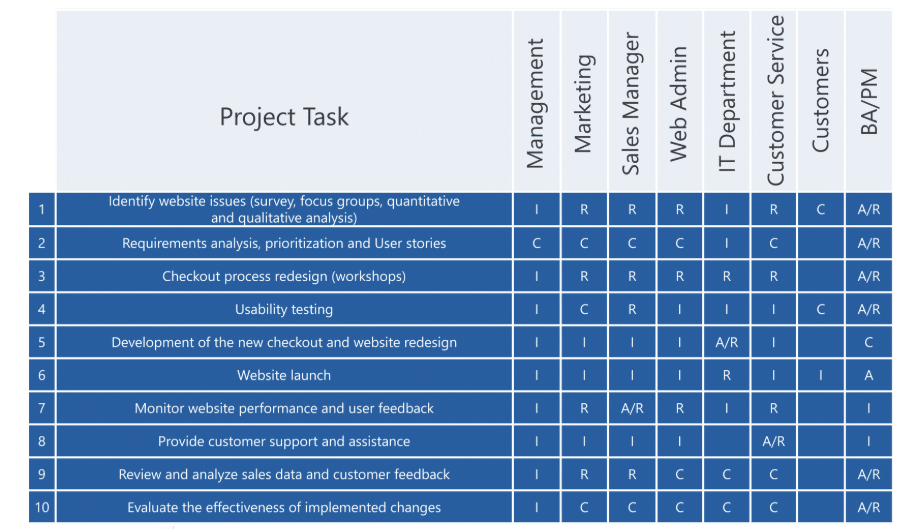 Project Task Management Marketing Sales Manager Web Admin IT Department Customer Service Customers BA/PM
1 Identify website issues (survey, focus groups, quantitative
and qualitative analysis) I R R R I R C A/R
2 Requirements analysis, prioritization and User stories C C C C I C A/R
3 Checkout process redesign (workshops) I R R R R R A/R
4 Usability testing I C R I I I C A/R
5 Development of the new checkout and website redesign I I I I A/R I C
6 Website launch I I I I R I I A
7 Monitor website performance and user feedback I R A/R R I R I
8 Provide customer support and assistance I I I I A/R I
9 Review and analyze sales data and customer feedback I R R C C C A/R
10 Evaluate the effectiveness of implemented changes I C C C C C A/R